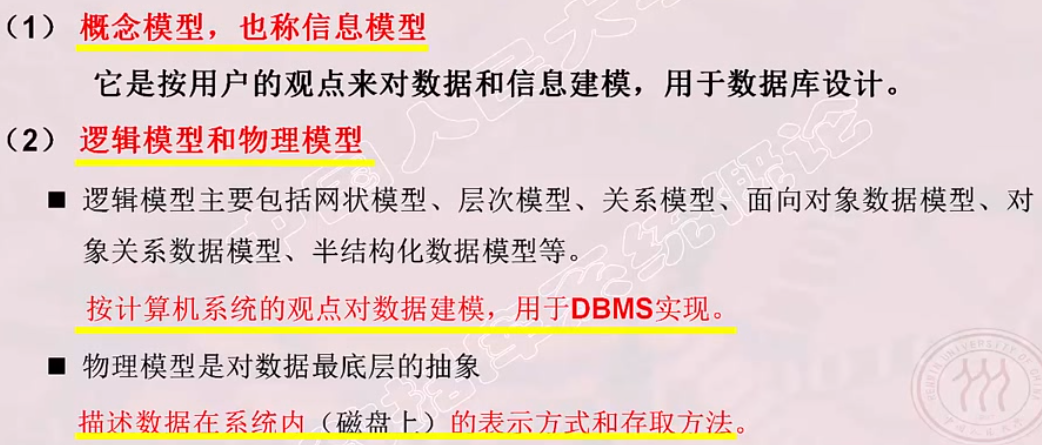 （1） 概念模型，也称信息模型
它是按用户的观点来对数据和信息建模，用于数据库设计。
（2） 逻辑模型和物理模型
■ 逻辑模型主要包括网状模型、层次模型、关系模型、面向对象数据模型、对
象关系数据模型、半结构化数据模型等。
按计算机系统的观点对数据建模，用于DBMS实现。
■ 物理模型是对数据最底层的抽象
描述数据在系统内（磁盘上）的表示方式和存取方法。